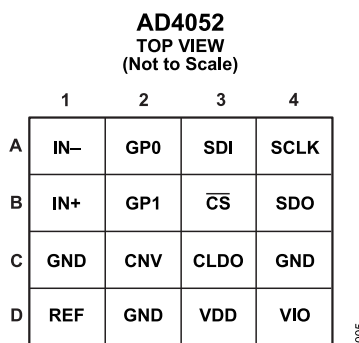 AD4052
TOP VIEW
(Not to Scale)
1 2 3 4
A IN– GP0 SDI SCLK
B IN+ GP1 CS SDO
C GND CNV CLDO GND
D REF GND VDD VIO